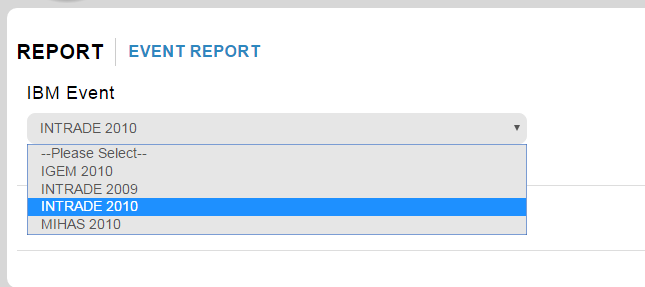 REPORT EVENT REPORT
IBM Event
INTRADE 2010
--Please Select--
IGEM 2010
INTRADE 2009
INTRADE 2010
MIHAS 2010